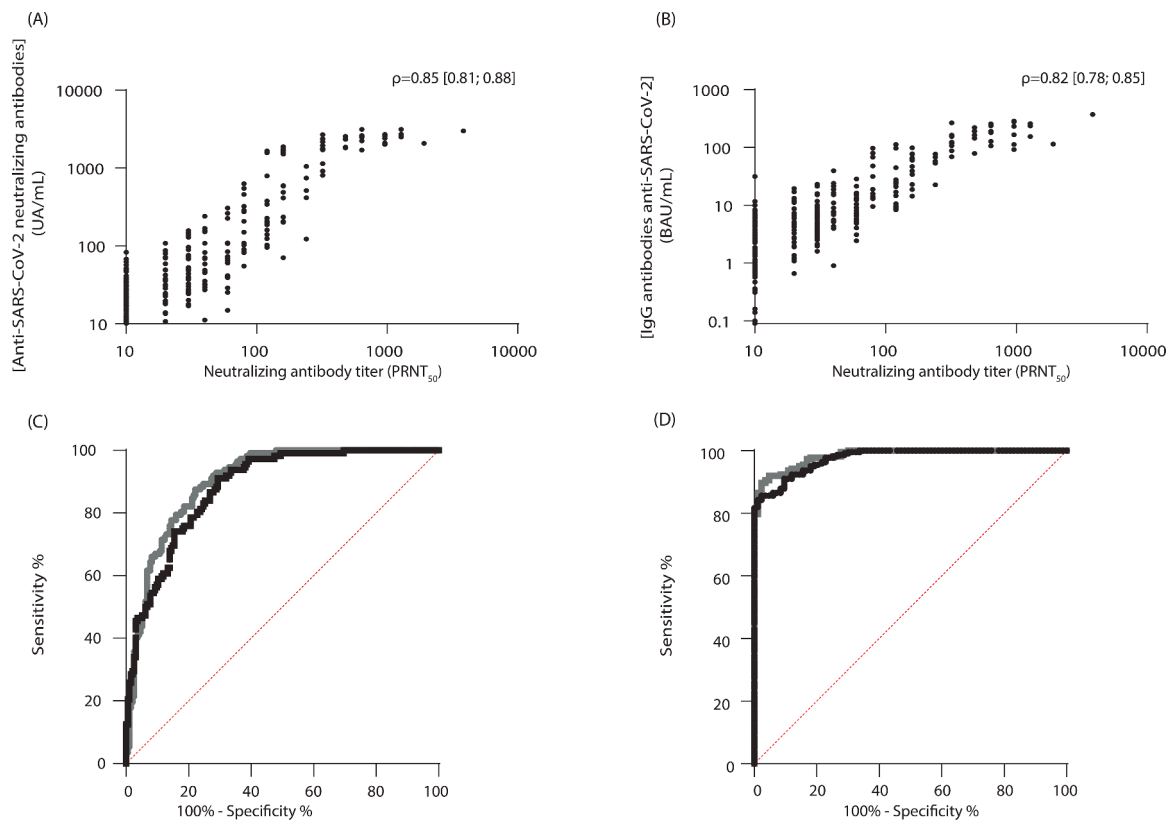 (A)
[Anti-SARS-CoV-2 neutralizing antibodies]
(UA/mL)
ρ=0.85 [0.81; 0.88]
10000
1000
100
10
10 100 1000 10000
Neutralizing antibody titer (PRNT50)
(B)
[IgG antibodies anti-SARS-CoV-2]
(BAU/mL)
ρ=0.82 [0.78; 0.85]
1000
100
10
1
0.1
10 100 1000 10000
Neutralizing antibody titer (PRNT50)
(C)
Sensitivity %
100
80
60
40
20
0
0 20 40 60 80 100
100% - Specificity %
(D)
Sensitivity %
100
80
60
40
20
0
0 20 40 60 80 100
100% - Specificity %